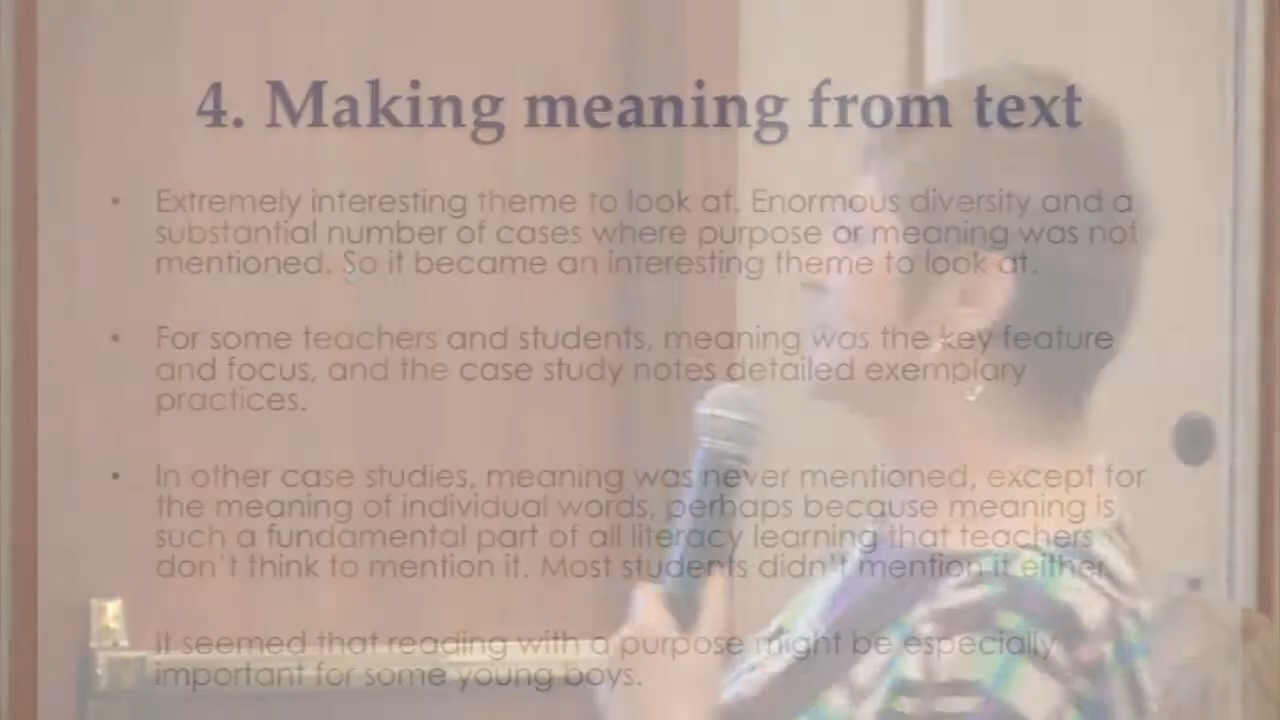 4. Making meaning from text
• Extremely interesting theme to look at. Enormous diversity and a
substantial number of cases where purpose or meaning was not
mentioned. So it became an interesting theme to look at.
• For some teachers and students, meaning was the key feature
and focus, and the case study notes detailed exemplary
practices.
• In other case studies, meaning was never mentioned, except for
the meaning of individual words, perhaps because meaning is
such a fundamental part of all literacy learning that teachers
don't think to mention it. Most students didn't mention it either.
It seemed that reading with a purpose might be especially
important for some young boys.